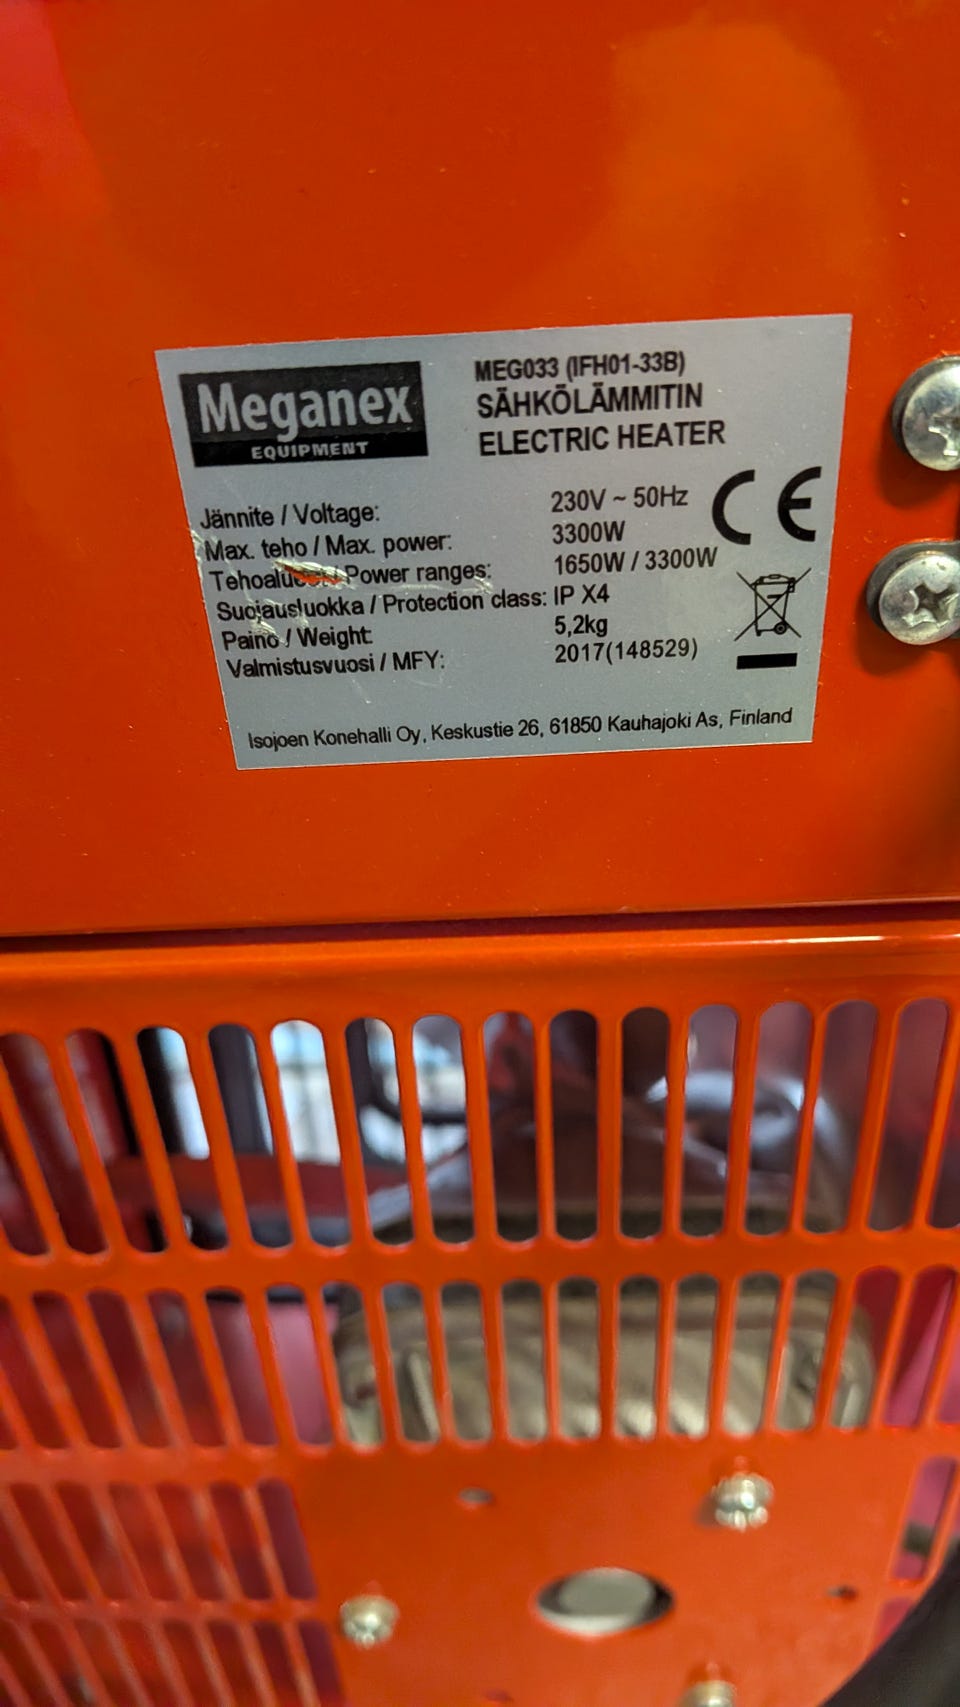 Meganex
EQUIPMENT
MEG033 (IFH01-33B)
SÄHKÖLÄMMITIN
ELECTRIC HEATER
Jännite / Voltage: 230V ~ 50Hz
Max. teho / Max. power: 3300W
/ Power ranges: 1650W / 3300W
Suojausluokka / Protection class: IP X4
Paino / Weight: 5,2kg
Valmistusvuosi / MFY: 2017(148529)
CE
Isojoen Konehalli Oy, Keskustie 26, 61850 Kauhajoki As, Finland